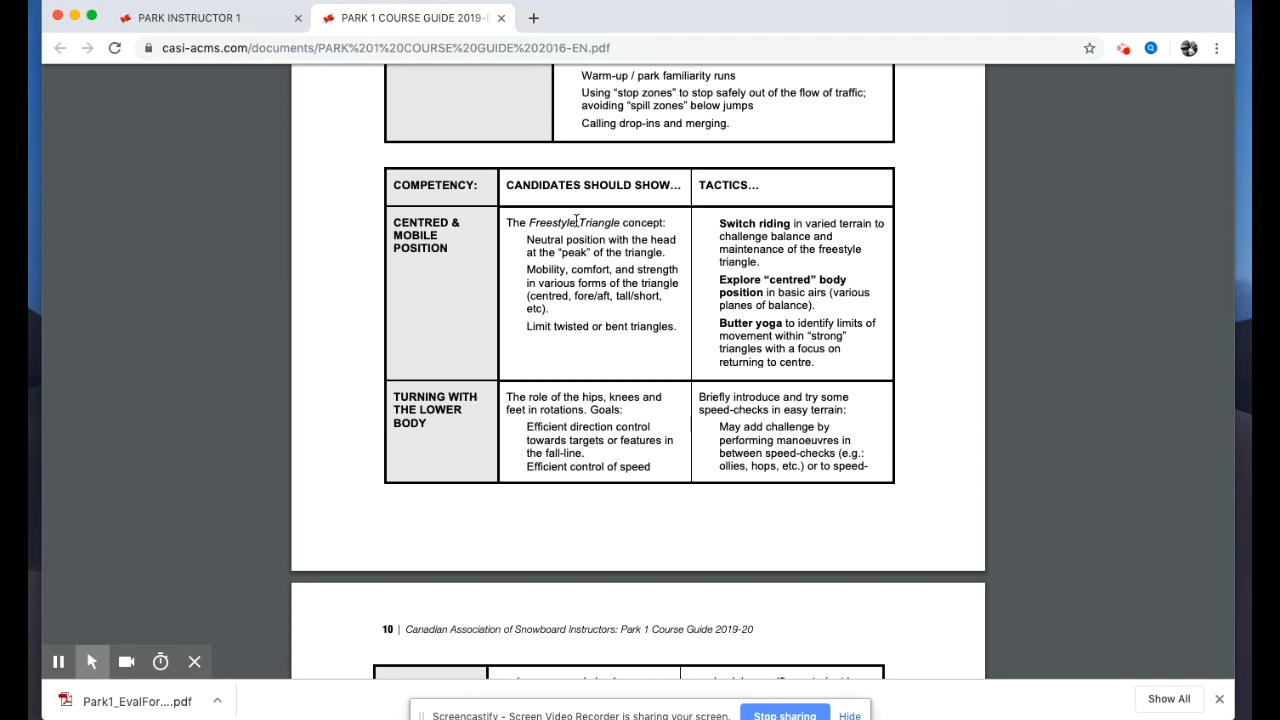 PARK INSTRUCTOR 1
PARK 1 COURSE GUIDE 2019-
casi-acms.com/documents/PARK%201%20COURSE%20GUIDE%202016-EN.pdf
Warm-up / park familiarity runs
Using “stop zones” to stop safely out of the flow of traffic;
avoiding “spill zones” below jumps
Calling drop-ins and merging.
COMPETENCY:
CANDIDATES SHOULD SHOW…
TACTICS…
CENTRED &
MOBILE
POSITION
The Freestyle Triangle concept:
Neutral position with the head
at the “peak” of the triangle.
Mobility, comfort, and strength
in various forms of the triangle
(centred, fore/aft, tall/short,
etc).
Limit twisted or bent triangles.
Switch riding in varied terrain to
challenge balance and
maintenance of the freestyle
triangle.
Explore “centred” body
position in basic airs (various
planes of balance).
Butter yoga to identify limits of
movement within “strong”
triangles with a focus on
returning to centre.
TURNING WITH
THE LOWER
BODY
The role of the hips, knees and
feet in rotations. Goals:
Efficient direction control
towards targets or features in
the fall-line.
Efficient control of speed
Briefly introduce and try some
speed-checks in easy terrain:
May add challenge by
performing manoeuvres in
between speed-checks (e.g.:
ollies, hops, etc.) or to speed-
10 | Canadian Association of Snowboard Instructors: Park 1 Course Guide 2019-20
Park1_EvalFor....pdf
Show All
Screencastify - Screen Video Recorder is sharing your screen.
Stop sharing
Hide